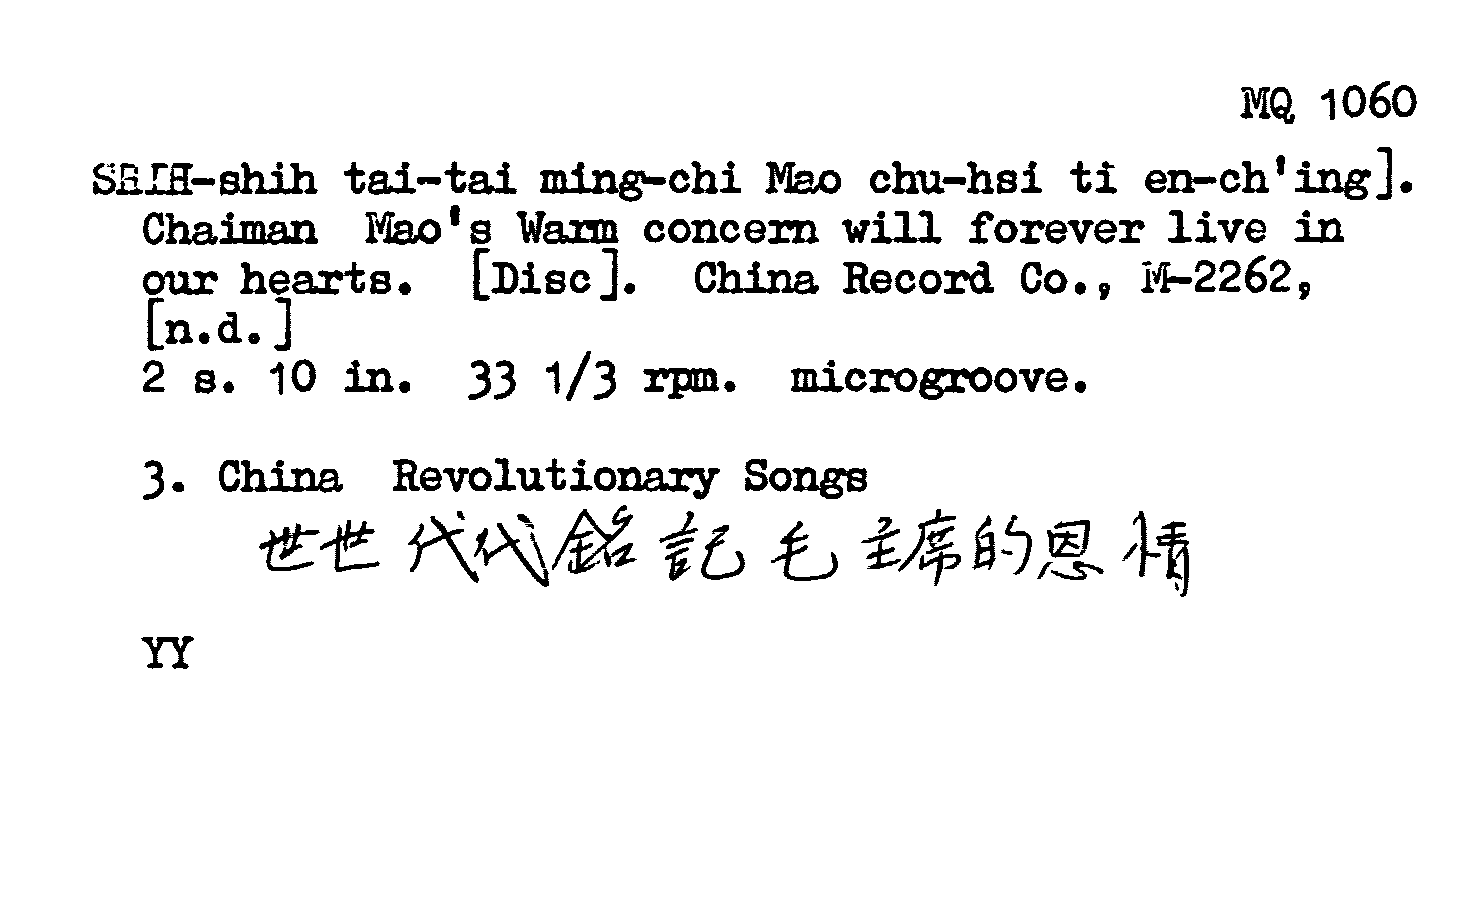 MQ 1060
SHIH-shih tai-tai ming-chi Mao chu-hsi ti en-ch'ing].
Chaiman Mao's Warm concern will forever live in
our hearts. [Disc]. China Record Co., M-2262,
[n.d.]
2 s. 10 in. 33 1/3 rpm. microgroove.
3. China Revolutionary Songs
世世代代銘記毛主席的恩情
YY